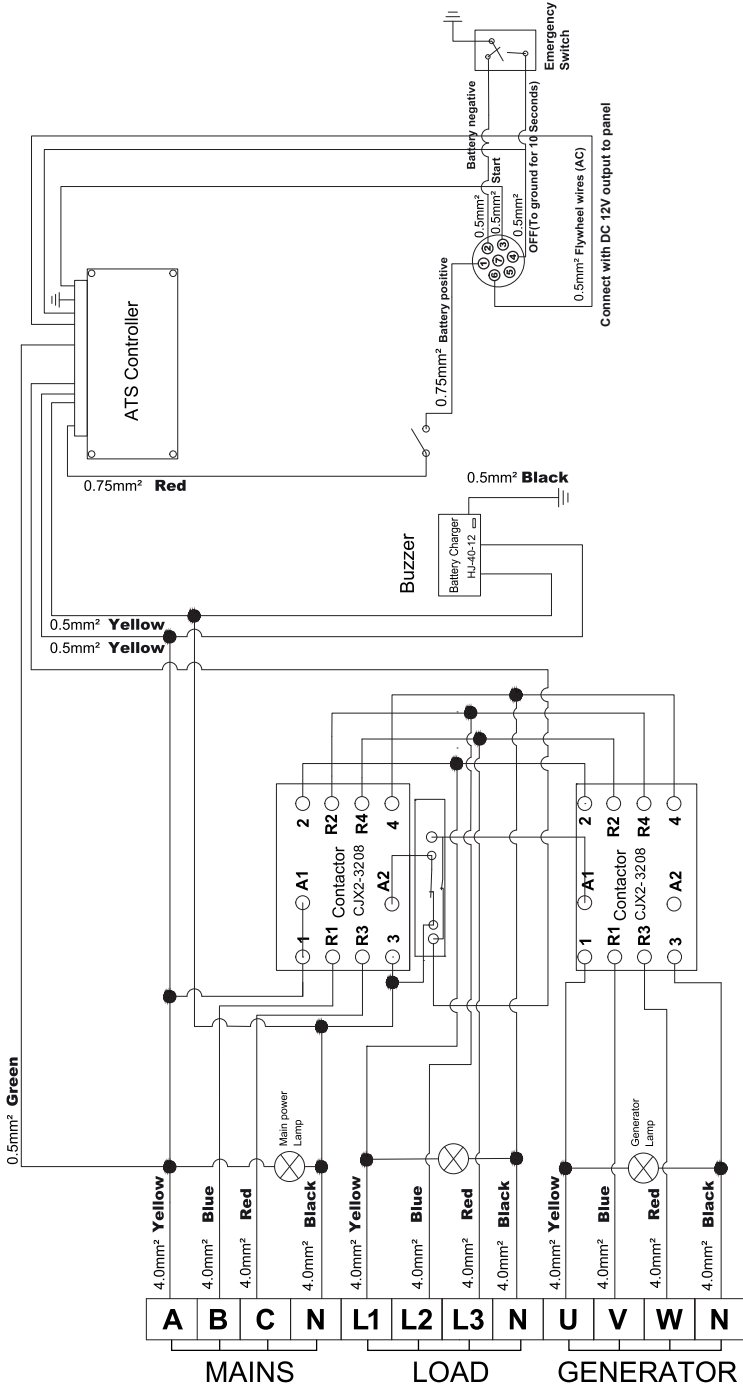 Emergency
Switch
Battery negative
0.5mm²
0.5mm² Start
0.5mm²
OFF(To ground for 10 Seconds)
0.5mm² Flywheel wires (AC)
Connect with DC 12V output to panel
1
2
3
4
5
6
7
0.75mm² Battery positive
ATS Controller
0.75mm² Red
0.5mm² Black
Buzzer
Battery Charger
HJ-40-12
0.5mm² Yellow
0.5mm² Yellow
2
R2
R4
4
A1
Contactor
CJX2-3208
A2
1
R1
R3
3
2
R2
R4
4
A1
Contactor
CJX2-3208
A2
1
R1
R3
3
0.5mm² Green
Main power
Lamp
Generator
Lamp
4.0mm² Yellow
4.0mm² Blue
4.0mm² Red
4.0mm² Black
4.0mm² Yellow
4.0mm² Blue
4.0mm² Red
4.0mm² Black
4.0mm² Yellow
4.0mm² Blue
4.0mm² Red
4.0mm² Black
A B C N L1 L2 L3 N U V W N
MAINS LOAD GENERATOR